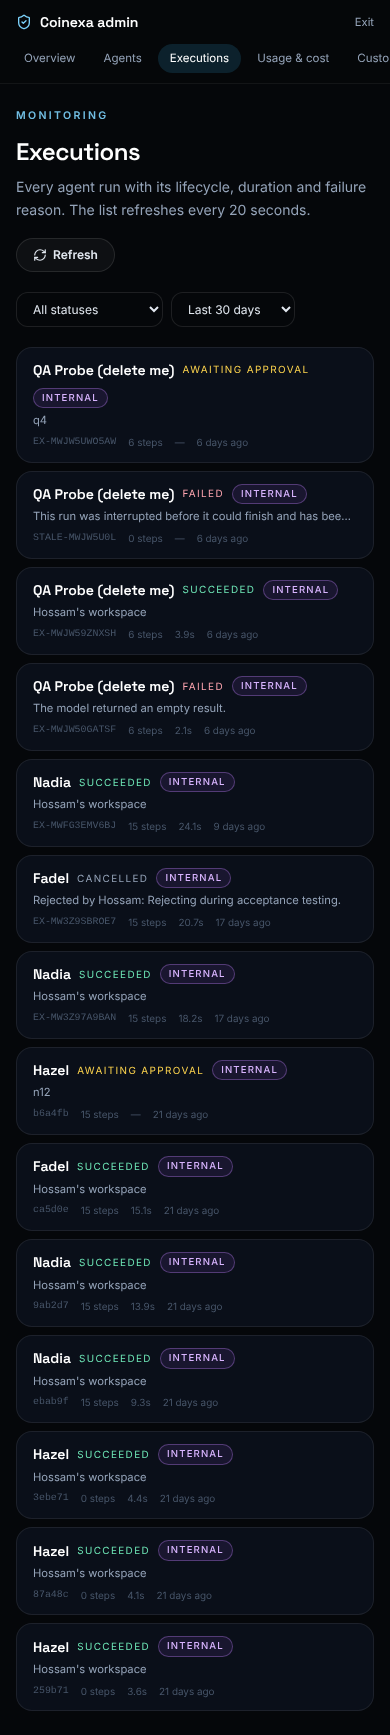 Coinexa admin Exit
Overview Agents Executions Usage & cost Custo
MONITORING
Executions
Every agent run with its lifecycle, duration and failure
reason. The list refreshes every 20 seconds.
Refresh
All statuses Last 30 days
QA Probe (delete me) AWAITING APPROVAL
INTERNAL
q4
EX-MWJW5UWO5AW 6 steps — 6 days ago
QA Probe (delete me) FAILED INTERNAL
This run was interrupted before it could finish and has bee...
STALE-MWJW5U0L 0 steps — 6 days ago
QA Probe (delete me) SUCCEEDED INTERNAL
Hossam's workspace
EX-MWJW59ZNXSH 6 steps 3.9s 6 days ago
QA Probe (delete me) FAILED INTERNAL
The model returned an empty result.
EX-MWJW50GATSF 6 steps 2.1s 6 days ago
Nadia SUCCEEDED INTERNAL
Hossam's workspace
EX-MWFG3EMV6BJ 15 steps 24.1s 9 days ago
Fadel CANCELLED INTERNAL
Rejected by Hossam: Rejecting during acceptance testing.
EX-MW3Z9SBROE7 15 steps 20.7s 17 days ago
Nadia SUCCEEDED INTERNAL
Hossam's workspace
EX-MW3Z97A9BAN 15 steps 18.2s 17 days ago
Hazel AWAITING APPROVAL INTERNAL
n12
b6a4fb 15 steps — 21 days ago
Fadel SUCCEEDED INTERNAL
Hossam's workspace
ca5d0e 15 steps 15.1s 21 days ago
Nadia SUCCEEDED INTERNAL
Hossam's workspace
9ab2d7 15 steps 13.9s 21 days ago
Nadia SUCCEEDED INTERNAL
Hossam's workspace
ebab9f 15 steps 9.3s 21 days ago
Hazel SUCCEEDED INTERNAL
Hossam's workspace
3ebe71 0 steps 4.4s 21 days ago
Hazel SUCCEEDED INTERNAL
Hossam's workspace
87a48c 0 steps 4.1s 21 days ago
Hazel SUCCEEDED INTERNAL
Hossam's workspace
259b71 0 steps 3.6s 21 days ago